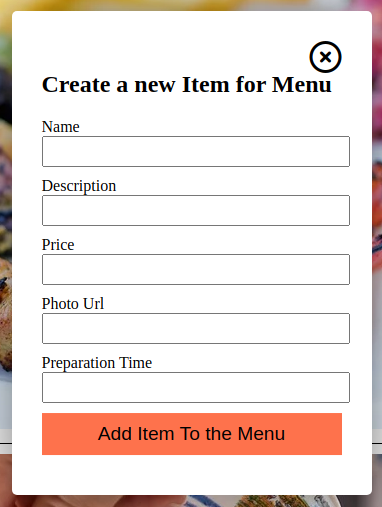 Create a new Item for Menu
Name
Description
Price
Photo Url
Preparation Time
Add Item To the Menu